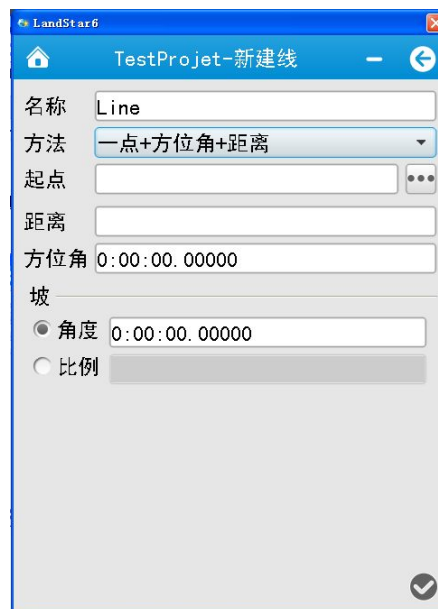 LandStar6
TestProjet-新建线
名称 Line
方法 一点+方位角+距离
起点
距离
方位角 0:00:00.00000
坡
角度 0:00:00.00000
比例